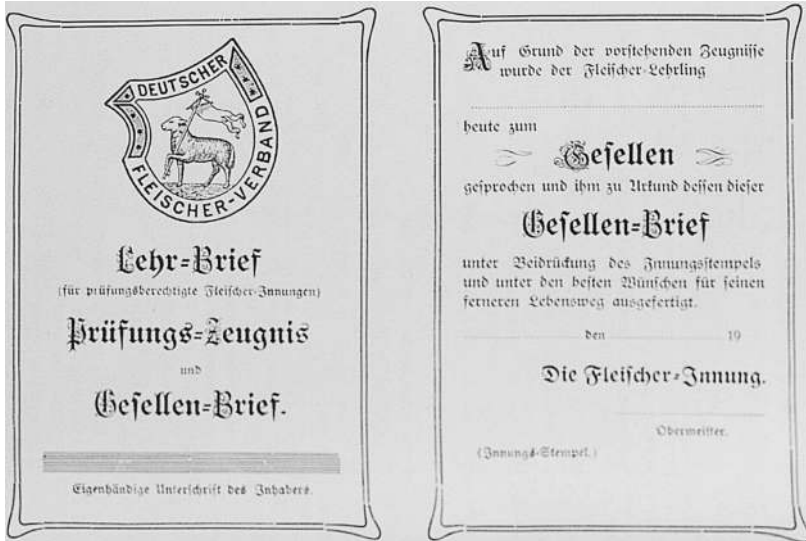 DEUTSCHER
FLEISCHER-VERBAND
Lehr-Brief
(für prüfungsberechtigte Fleischer-Innungen)
Prüfungs-Zeugnis
und
Gesellen-Brief.
Eigenhändige Unterschrift des Inhabers.
Auf Grund der vorstehenden Zeugnisse
wurde der Fleischer-Lehrling
heute zum
Gesellen
gesprochen und ihm zu Urkund dessen dieser
Gesellen-Brief
unter Beidrückung des Innungsstempels
und unter den besten Wünschen für seinen
ferneren Lebensweg ausgefertigt.
den 19
Die Fleischer-Innung.
Obermeister.
(Innungs-Stempel.)